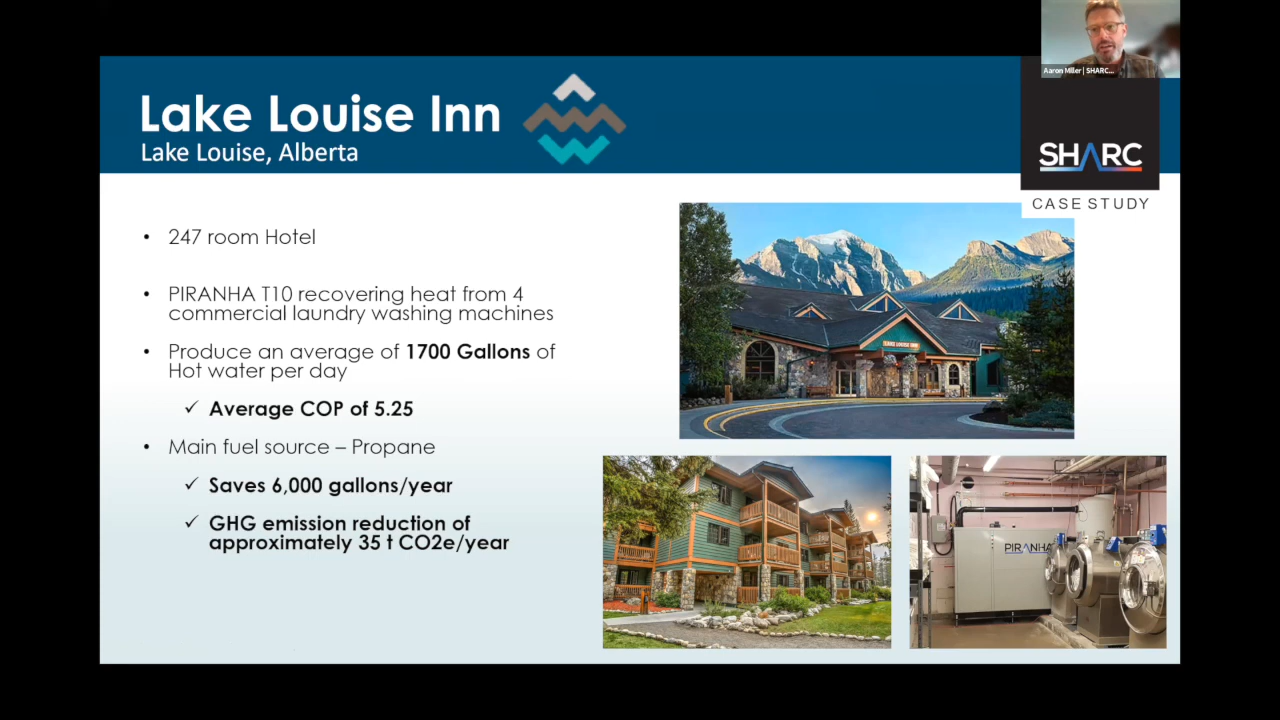 Aaron Miller | SHARC...
Lake Louise Inn
Lake Louise, Alberta
SHARC
CASE STUDY
• 247 room Hotel
• PIRANHA T10 recovering heat from 4
commercial laundry washing machines
• Produce an average of 1700 Gallons of
Hot water per day
✓ Average COP of 5.25
• Main fuel source – Propane
✓ Saves 6,000 gallons/year
✓ GHG emission reduction of
approximately 35 t CO2e/year
LAKE LOUISE INN
PIRANHA